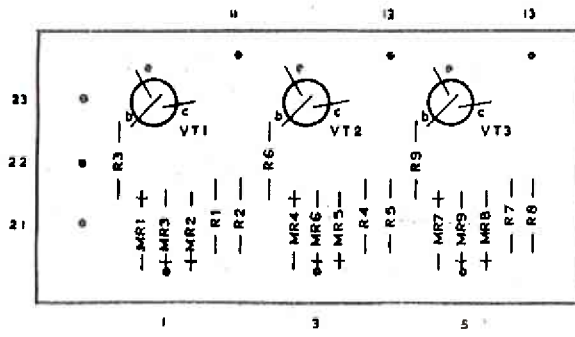 11 12 13
23
b c b c b c
VT1 VT2 VT3
22
R3 R6 R9
21
MR1 MR3 MR2 R1 R2 MR4 MR6 MR5 R4 R5 MR7 MR9 MR8 R7 R8
1 3 5